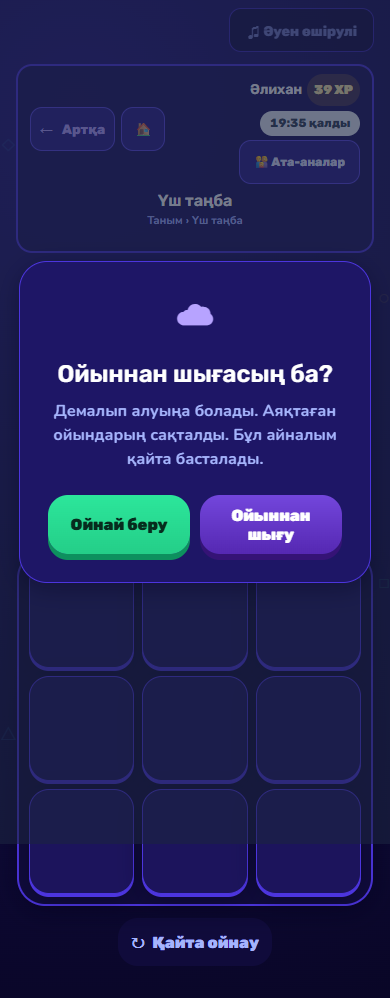 ♫ Әуен өшірулі
Әлихан 39 XP
← Артқа
19:35 қалды
Ата-аналар
Үш таңба
Таным › Үш таңба
Ойыннан шығасың ба?
Демалып алуыңа болады. Аяқтаған
ойындарың сақталды. Бұл айналым
қайта басталады.
Ойнай беру
Ойыннан
шығу
↻ Қайта ойнау